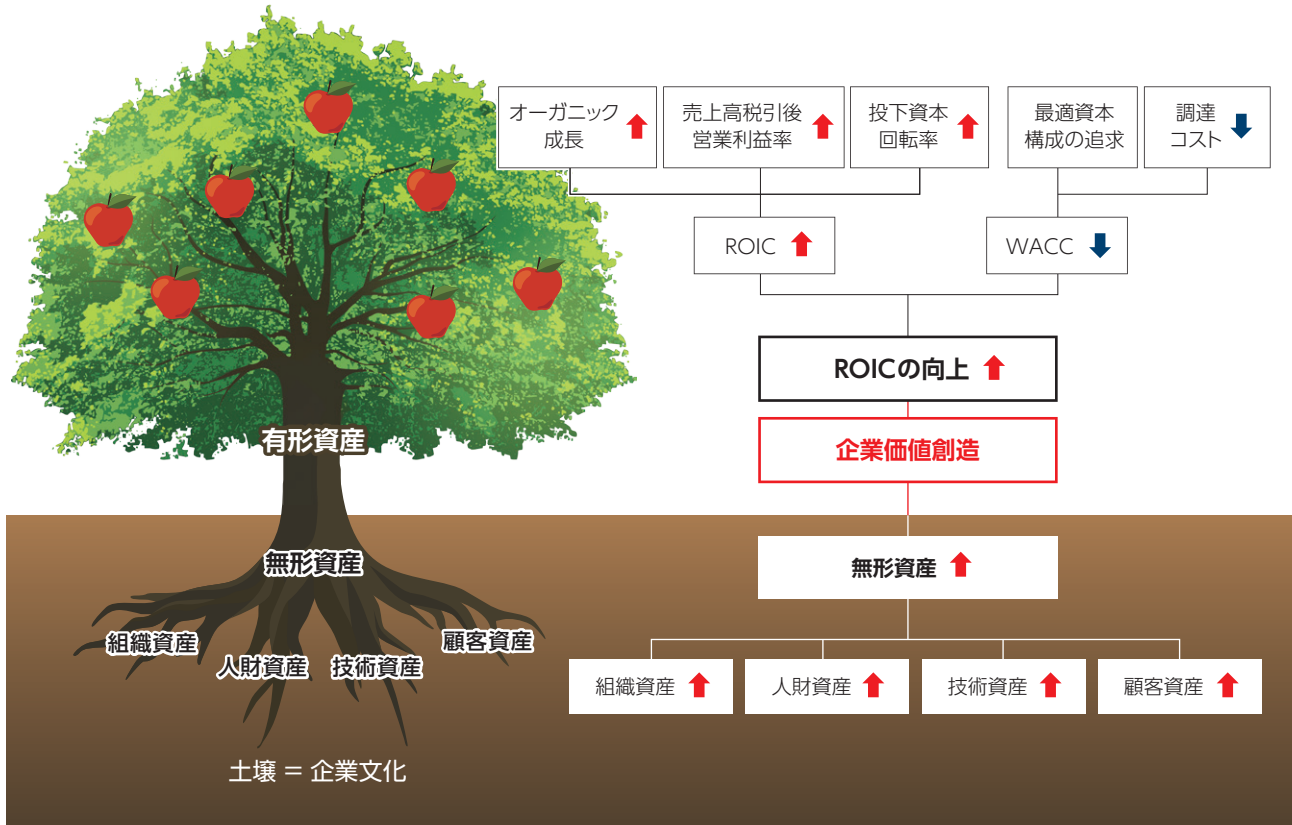 オーガニック
成長
売上高税引後
営業利益率
投下資本
回転率
最適資本
構成の追求
調達
コスト
ROIC
WACC
ROICの向上
企業価値創造
有形資産
無形資産
無形資産
組織資産
人財資産
技術資産
顧客資産
組織資産
人財資産
技術資産
顧客資産
土壌 = 企業文化